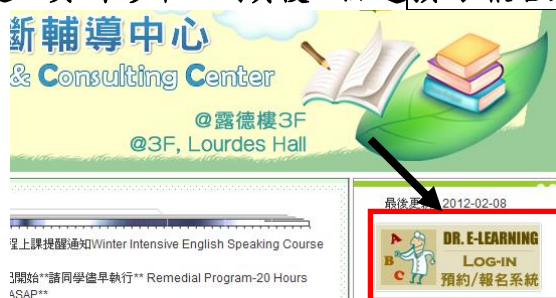 斷輔導中心
& Consulting Center
@露德樓3F
@3F, Lourdes Hall
最後更新 2012-02-08
程上課提醒通知Winter Intensive English Speaking Course
開始**請同學儘早執行** Remedial Program-20 Hours
ASAP**
A B C
DR. E-LEARNING
LOG-IN
預約/報名系統